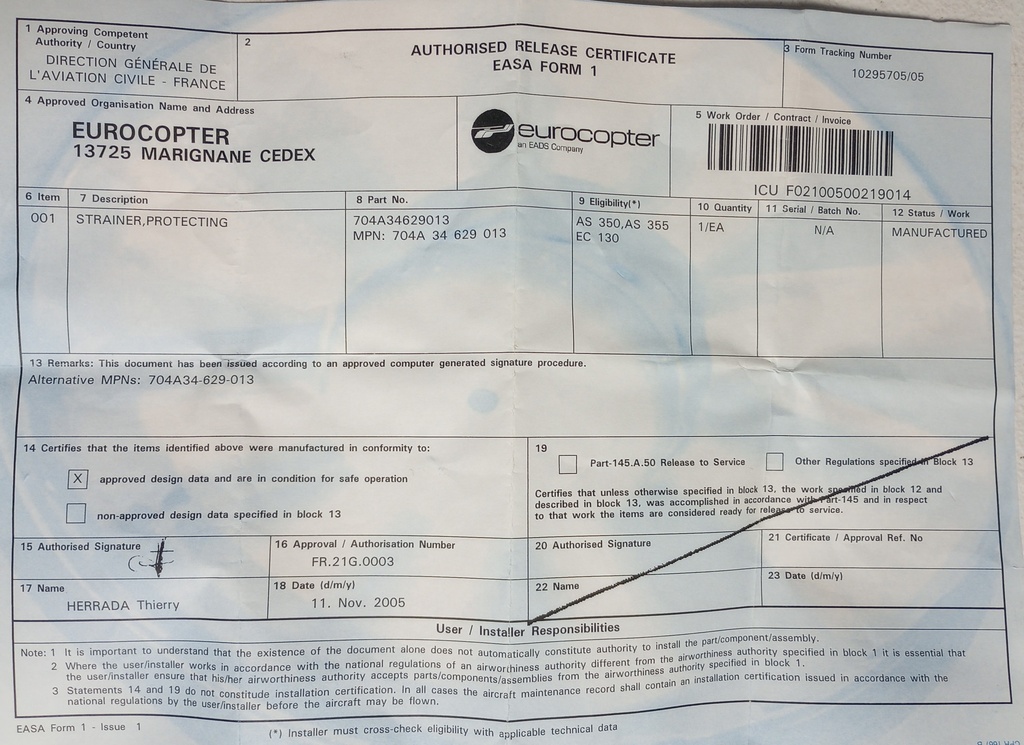 1 Approving Competent
Authority / Country
DIRECTION GÉNÉRALE DE
L'AVIATION CIVILE - FRANCE
2
AUTHORISED RELEASE CERTIFICATE
EASA FORM 1
3 Form Tracking Number
10295705/05
4 Approved Organisation Name and Address
EUROCOPTER
13725 MARIGNANE CEDEX
eurocopter
an EADS Company
5 Work Order / Contract / Invoice
ICU F02100500219014
6 Item
7 Description
8 Part No.
9 Eligibility(*)
10 Quantity
11 Serial / Batch No.
12 Status / Work
001
STRAINER,PROTECTING
704A34629013
MPN: 704A 34 629 013
AS 350,AS 355
EC 130
1/EA
N/A
MANUFACTURED
13 Remarks: This document has been issued according to an approved computer generated signature procedure.
Alternative MPNs: 704A34-629-013
14 Certifies that the items identified above were manufactured in conformity to:
X approved design data and are in condition for safe operation
non-approved design data specified in block 13
19
Part-145.A.50 Release to Service
Other Regulations specified in Block 13
Certifies that unless otherwise specified in block 13, the work specified in block 12 and
described in block 13, was accomplished in accordance with Part-145 and in respect
to that work the items are considered ready for release to service.
15 Authorised Signature
16 Approval / Authorisation Number
FR.21G.0003
17 Name
HERRADA Thierry
18 Date (d/m/y)
11. Nov. 2005
20 Authorised Signature
21 Certificate / Approval Ref. No
22 Name
23 Date (d/m/y)
User / Installer Responsibilities
Note: 1 It is important to understand that the existence of the document alone does not automatically constitute authority to install the part/component/assembly.
2 Where the user/installer works in accordance with the national regulations of an airworthiness authority different from the airworthiness authority specified in block 1 it is essential that
the user/installer ensure that his/her airworthiness authority accepts parts/components/assemblies from the airworthiness authority specified in block 1.
3 Statements 14 and 19 do not constitute installation certification. In all cases the aircraft maintenance record shall contain an installation certification issued in accordance with the
national regulations by the user/installer before the aircraft may be flown.
EASA Form 1 - Issue 1
(*) Installer must cross-check eligibility with applicable technical data